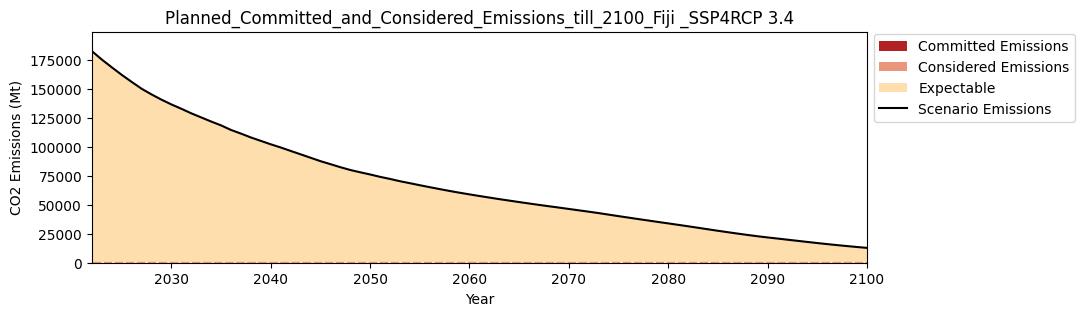 Planned_Committed_and_Considered_Emissions_till_2100_Fiji _SSP4RCP 3.4
Committed Emissions
Considered Emissions
Expectable
Scenario Emissions
CO2 Emissions (Mt)
175000
150000
125000
100000
75000
50000
25000
0
2030 2040 2050 2060 2070 2080 2090 2100
Year